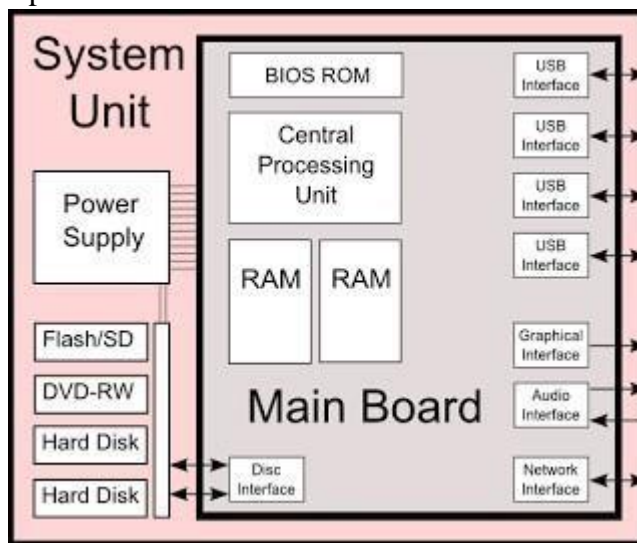 System
Unit
Power
Supply
Flash/SD
DVD-RW
Hard Disk
Hard Disk
BIOS ROM
Central
Processing
Unit
RAM
RAM
Main Board
Disc
Interface
USB
Interface
USB
Interface
USB
Interface
USB
Interface
Graphical
Interface
Audio
Interface
Network
Interface